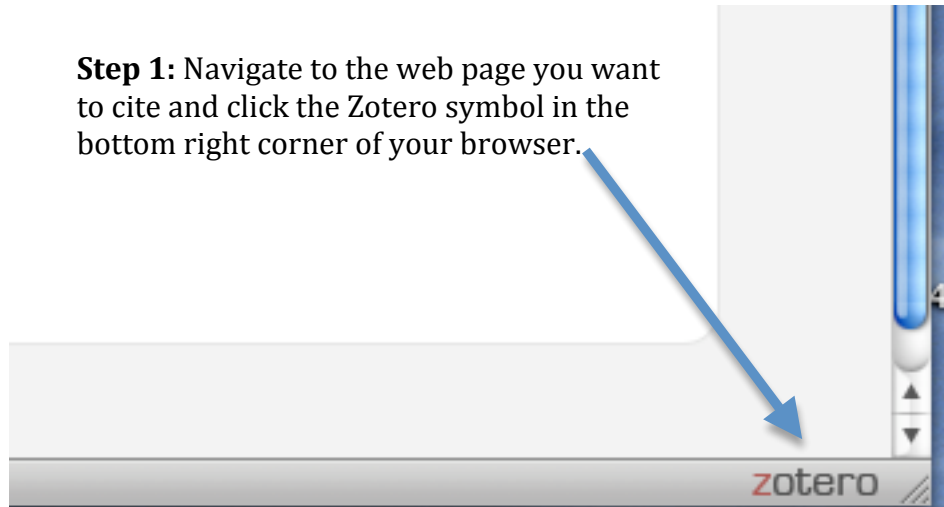 Step 1: Navigate to the web page you want
to cite and click the Zotero symbol in the
bottom right corner of your browser.
4
zotero